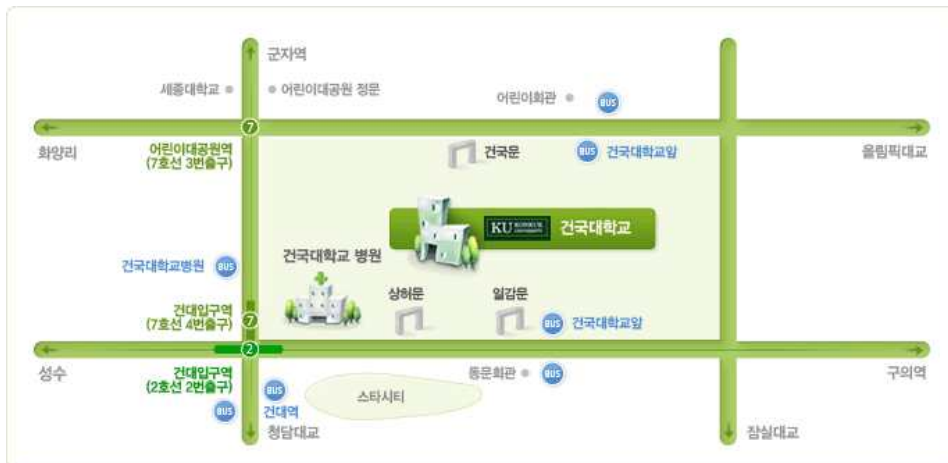 군자역
세종대학교
어린이대공원 정문
어린이회관
BUS
7
화양리
어린이대공원역
(7호선 3번출구)
건국문
BUS
건국대학교앞
올림픽대교
KU KONKUK
UNIVERSITY
건국대학교
건국대학교 병원
건국대학교병원
BUS
상허문
일감문
건대입구역
(7호선 4번출구)
7
BUS
건국대학교앞
2
성수
건대입구역
(2호선 2번출구)
동문회관
BUS
구의역
BUS
스타시티
BUS
건대역
청담대교
잠실대교